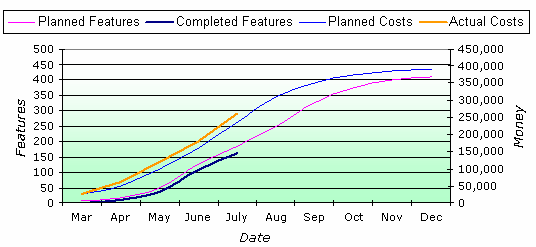 Planned Features Completed Features Planned Costs Actual Costs
500 450,000
450 400,000
400 350,000
350 300,000
300 250,000
250 200,000
200 150,000
150 100,000
100 50,000
50 0
0
Features
Money
Mar Apr May June July Aug Sep Oct Nov Dec
Date